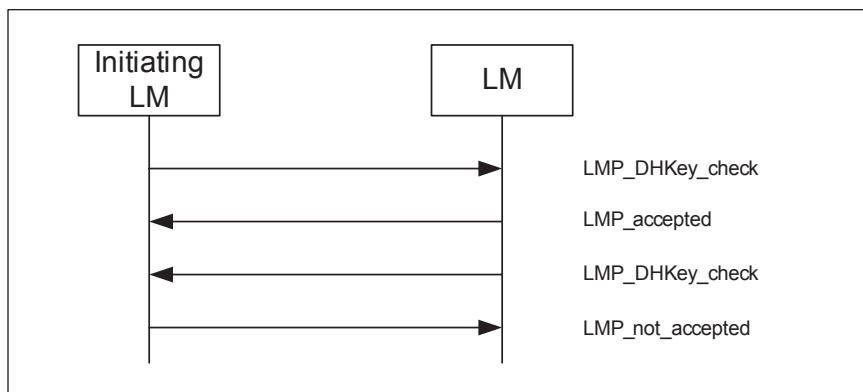 Initiating
LM
LM
LMP_DHKey_check
LMP_accepted
LMP_DHKey_check
LMP_not_accepted